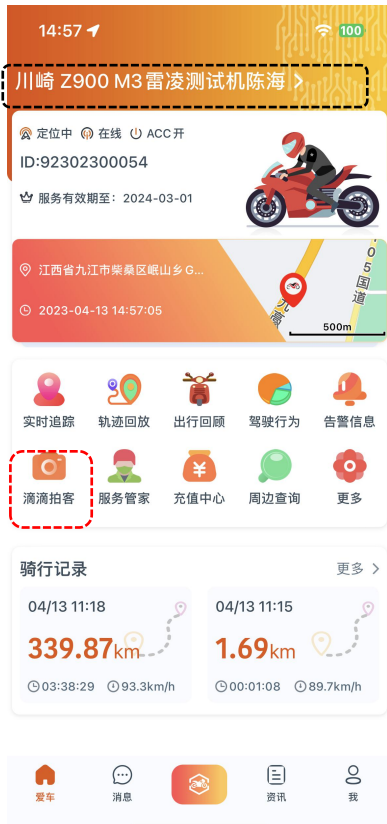 14:57 100
川崎 Z900 M3雷凌测试机陈海
定位中 在线 ACC开
ID:92302300054
服务有效期至：2024-03-01
江西省九江市柴桑区岷山乡G...
2023-04-13 14:57:05
105国道
九高
500m
实时追踪 轨迹回放 出行回顾 驾驶行为 告警信息
滴滴拍客 服务管家 充值中心 周边查询 更多
骑行记录 更多
04/13 11:18 04/13 11:15
339.87km 1.69km
03:38:29 93.3km/h 00:01:08 89.7km/h
爱车 消息 资讯 我